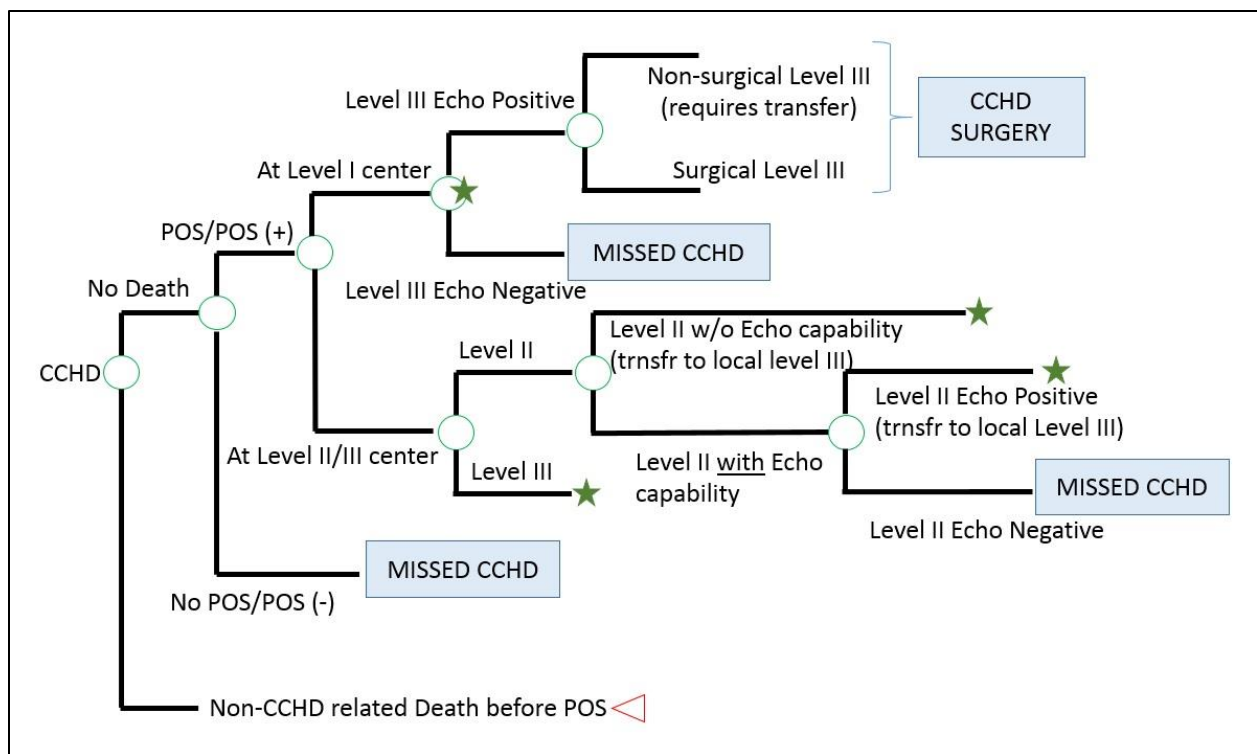 Non-surgical Level III
(requires transfer)
CCHD
SURGERY
Level III Echo Positive
At Level I center
Surgical Level III
POS/POS (+)
MISSED CCHD
No Death
Level III Echo Negative
Level II w/o Echo capability
(trnsfr to local level III)
Level II
CCHD
Level II Echo Positive
(trnsfr to local Level III)
At Level II/III center
Level III
Level II with Echo
capability
MISSED CCHD
Level II Echo Negative
MISSED CCHD
No POS/POS (-)
Non-CCHD related Death before POS